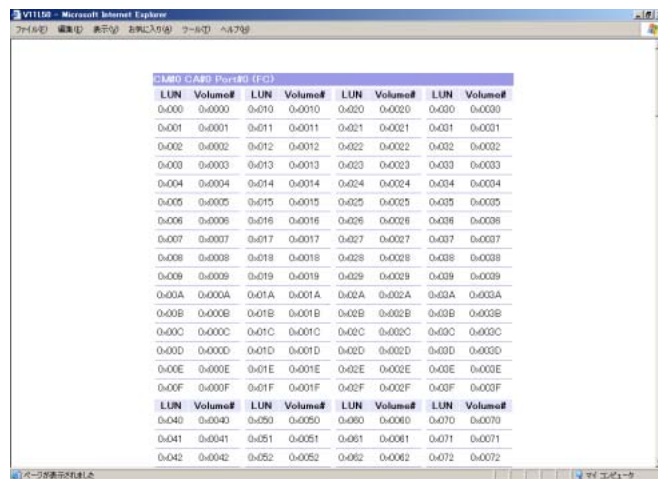 V11L50 - Microsoft Internet Explorer
ファイル(F) 編集(E) 表示(V) お気に入り(A) ツール(T) ヘルプ(H)
CM#0 CA#0 Port#0 (FC)
LUN Volume# LUN Volume# LUN Volume# LUN Volume#
0x000 0x0000 0x010 0x0010 0x020 0x0020 0x030 0x0030
0x001 0x0001 0x011 0x0011 0x021 0x0021 0x031 0x0031
0x002 0x0002 0x012 0x0012 0x022 0x0022 0x032 0x0032
0x003 0x0003 0x013 0x0013 0x023 0x0023 0x033 0x0033
0x004 0x0004 0x014 0x0014 0x024 0x0024 0x034 0x0034
0x005 0x0005 0x015 0x0015 0x025 0x0025 0x035 0x0035
0x006 0x0006 0x016 0x0016 0x026 0x0026 0x036 0x0036
0x007 0x0007 0x017 0x0017 0x027 0x0027 0x037 0x0037
0x008 0x0008 0x018 0x0018 0x028 0x0028 0x038 0x0038
0x009 0x0009 0x019 0x0019 0x029 0x0029 0x039 0x0039
0x00A 0x000A 0x01A 0x001A 0x02A 0x002A 0x03A 0x003A
0x00B 0x000B 0x01B 0x001B 0x02B 0x002B 0x03B 0x003B
0x00C 0x000C 0x01C 0x001C 0x02C 0x002C 0x03C 0x003C
0x00D 0x000D 0x01D 0x001D 0x02D 0x002D 0x03D 0x003D
0x00E 0x000E 0x01E 0x001E 0x02E 0x002E 0x03E 0x003E
0x00F 0x000F 0x01F 0x001F 0x02F 0x002F 0x03F 0x003F
LUN Volume# LUN Volume# LUN Volume# LUN Volume#
0x040 0x0040 0x050 0x0050 0x060 0x0060 0x070 0x0070
0x041 0x0041 0x051 0x0051 0x061 0x0061 0x071 0x0071
0x042 0x0042 0x052 0x0052 0x062 0x0062 0x072 0x0072
ページが表示されました マイ コンピュータ